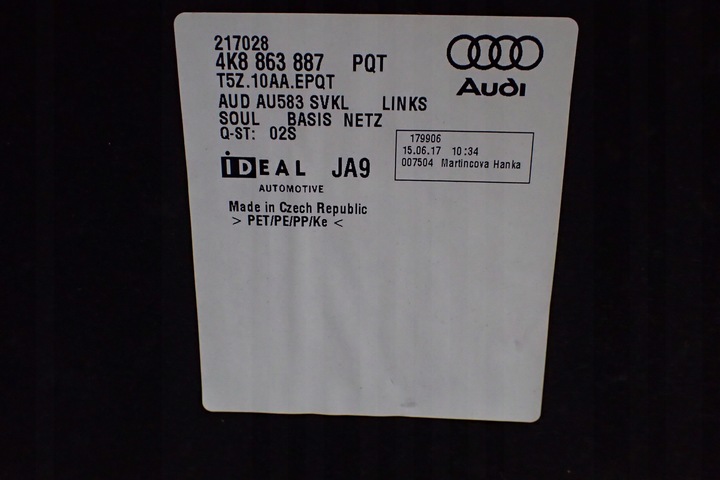 217028
4K8 863 887 PQT
T5Z.10AA.EPQT
AUD AU583 SVKL LINKS
SOUL BASIS NETZ
Q-ST: 02S
Audi
179906
15.06.17 10:34
007504 Martincova Hanka
iDEAL JA9
AUTOMOTIVE
Made in Czech Republic
> PET/PE/PP/Ke <